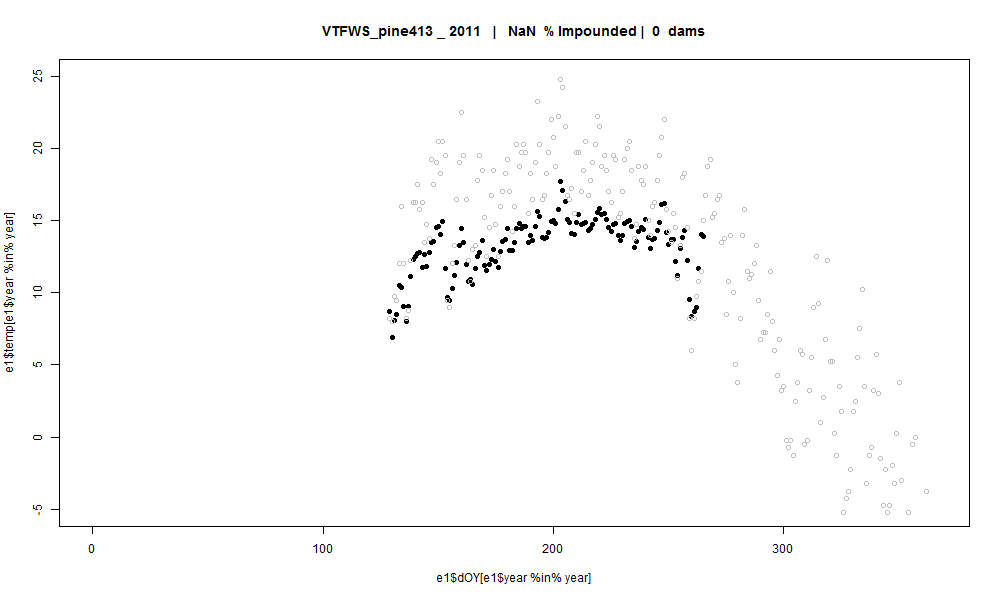 VTFWS_pine413 _ 2011 | NaN % Impounded | 0 dams
25
20
15
10
5
0
-5
e1$temp[e1$year %in% year]
0 100 200 300
e1$dOY[e1$year %in% year]